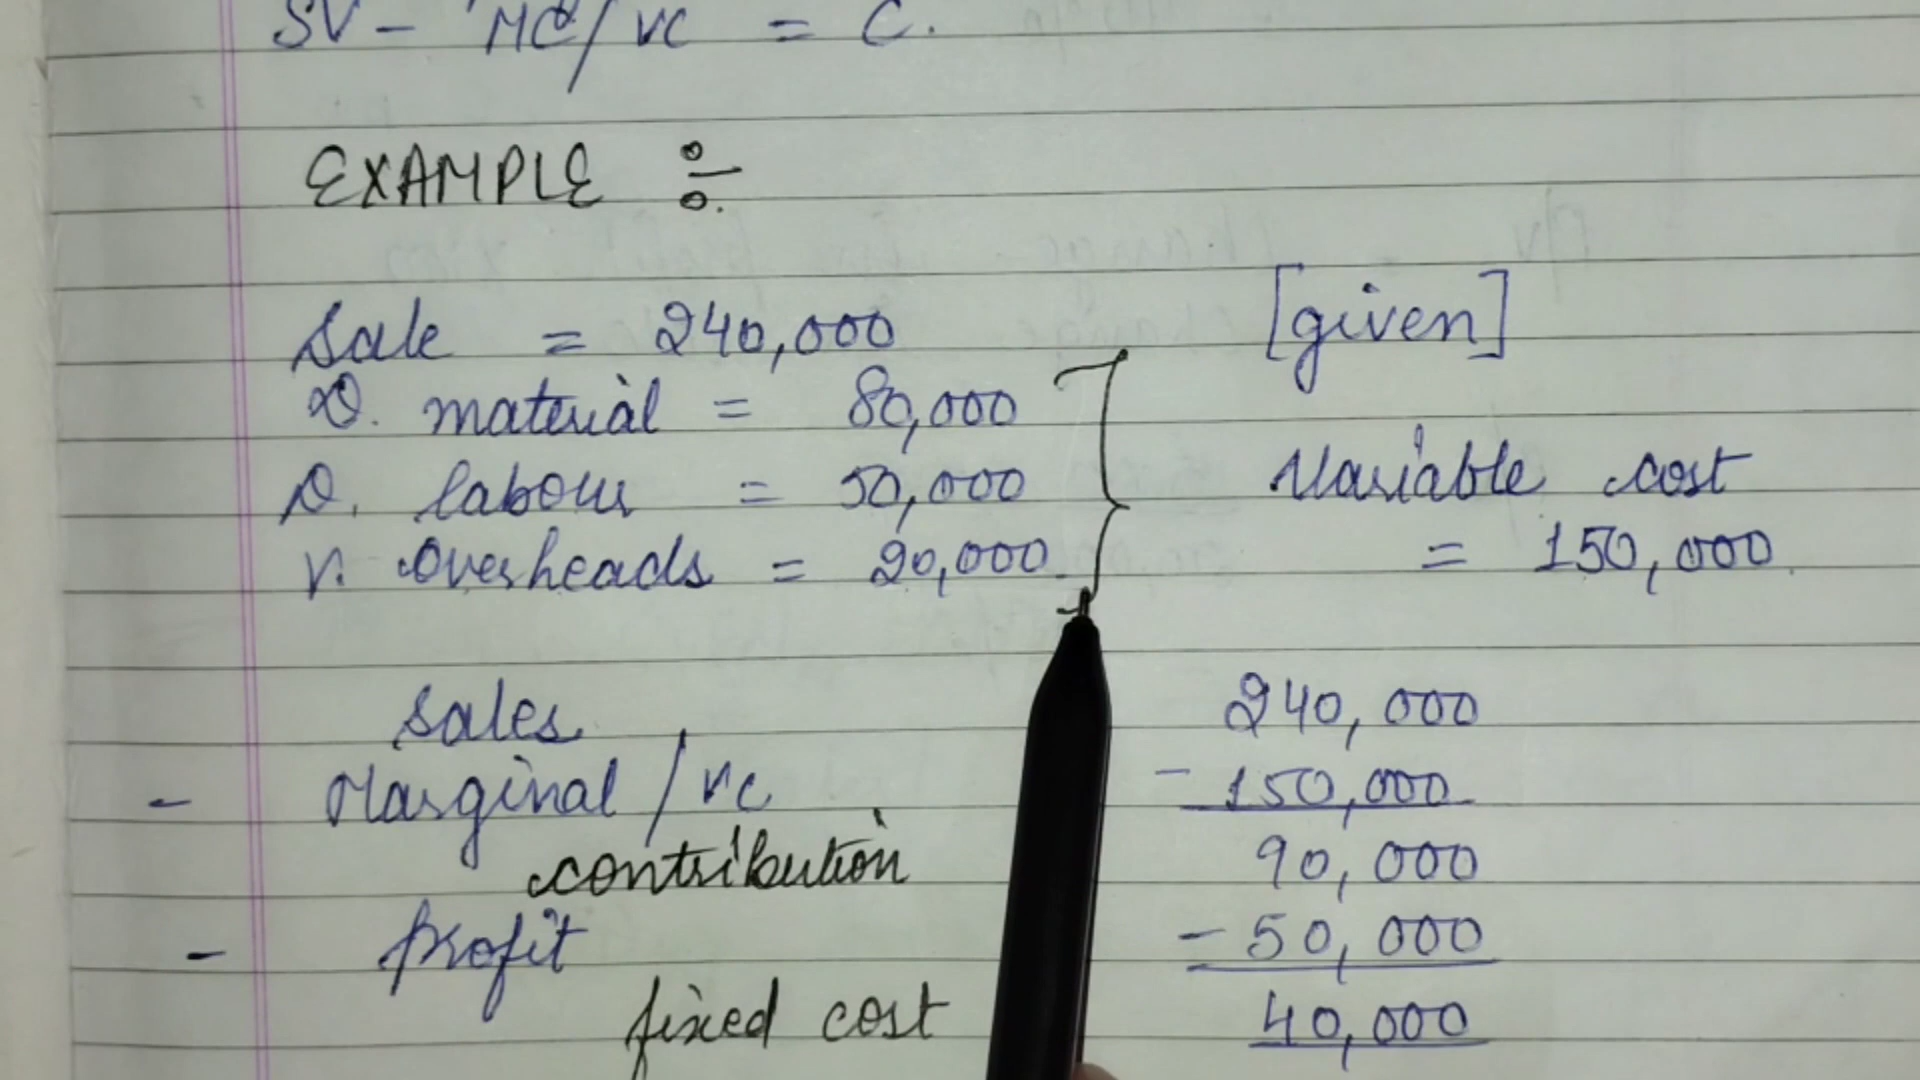 SV - MC/VC = C.
EXAMPLE ÷
Sale = 240,000 [given]
D. material = 80,000
D. labour = 50,000 Variable cost
V. overheads = 20,000 = 150,000
Sales 240,000
- Marginal/VC - 150,000
contribution 90,000
- profit - 50,000
fixed cost 40,000